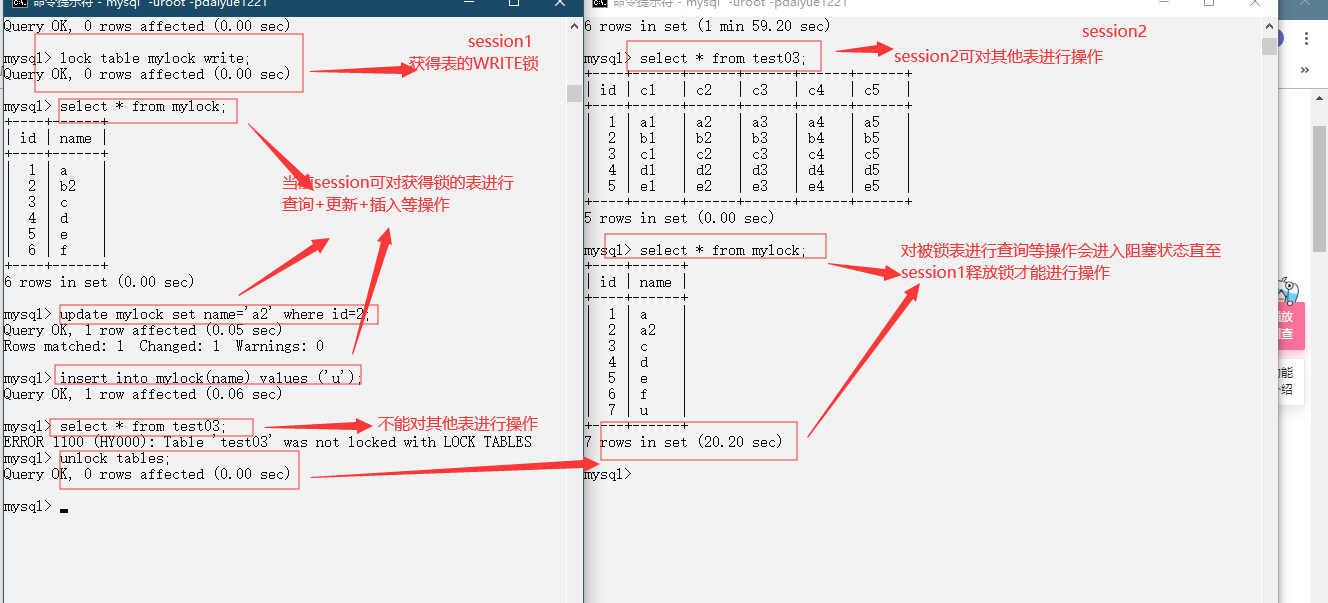 命令提示符 - mysql -uroot -pdaiyue1221
Query OK, 0 rows affected (0.00 sec)
mysql> lock table mylock write;
Query OK, 0 rows affected (0.00 sec)
session1
获得表的WRITE锁
mysql> select * from mylock;
+----+------+
| id | name |
+----+------+
| 1 | a |
| 2 | b2 |
| 3 | c |
| 4 | d |
| 5 | e |
| 6 | f |
+----+------+
6 rows in set (0.00 sec)
当前session可对获得锁的表进行
查询+更新+插入等操作
mysql> update mylock set name='a2' where id=2;
Query OK, 1 row affected (0.05 sec)
Rows matched: 1 Changed: 1 Warnings: 0
mysql> insert into mylock(name) values ('u');
Query OK, 1 row affected (0.06 sec)
mysql> select * from test03;
不能对其他表进行操作
ERROR 1100 (HY000): Table 'test03' was not locked with LOCK TABLES
mysql> unlock tables;
Query OK, 0 rows affected (0.00 sec)
mysql>
命令提示符 - mysql -uroot -pdaiyue1221
6 rows in set (1 min 59.20 sec)
session2
mysql> select * from test03;
session2可对其他表进行操作
+----+------+------+------+------+------+
| id | c1 | c2 | c3 | c4 | c5 |
+----+------+------+------+------+------+
| 1 | a1 | a2 | a3 | a4 | a5 |
| 2 | b1 | b2 | b3 | b4 | b5 |
| 3 | c1 | c2 | c3 | c4 | c5 |
| 4 | d1 | d2 | d3 | d4 | d5 |
| 5 | e1 | e2 | e3 | e4 | e5 |
+----+------+------+------+------+------+
5 rows in set (0.00 sec)
mysql> select * from mylock;
对被锁表进行查询等操作会进入阻塞状态直至
session1释放锁才能进行操作
+----+------+
| id | name |
+----+------+
| 1 | a |
| 2 | a2 |
| 3 | c |
| 4 | d |
| 5 | e |
| 6 | f |
| 7 | u |
+----+------+
7 rows in set (20.20 sec)
mysql>